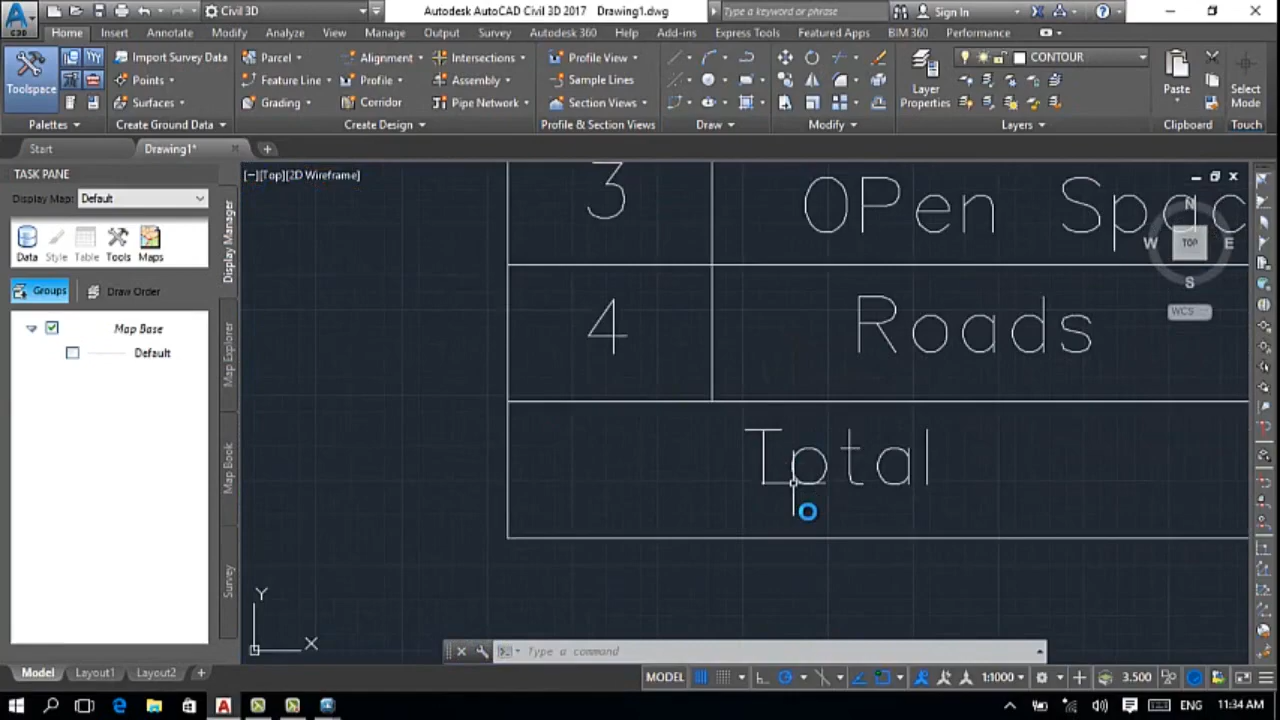 Civil 3D
Autodesk AutoCAD Civil 3D 2017 Drawing1.dwg
Type a keyword or phrase
Sign In
C3D
Home Insert Annotate Modify Analyze View Manage Output Survey Autodesk 360 Help Add-ins Express Tools Featured Apps BIM 360 Performance
Import Survey Data Parcel Alignment Intersections Profile View CONTOUR
Points Feature Line Profile Assembly Sample Lines
Toolspace Surfaces Grading Corridor Pipe Network Section Views Layer Properties Paste Select Mode
Palettes Create Ground Data Create Design Profile & Section Views Draw Modify Layers Clipboard Touch
Start Drawing1*
TASK PANE
[−][Top][2D Wireframe]
Display Map: Default
Data Style Table Tools Maps
Groups Draw Order
Map Base
Default
Display Manager
Map Explorer
Map Book
Survey
3 OPen Spac
4 Roads
Total
N
W TOP E
S
WCS
Y
X
Type a command
Model Layout1 Layout2 +
MODEL 1:1000 3.500
ENG 11:34 AM